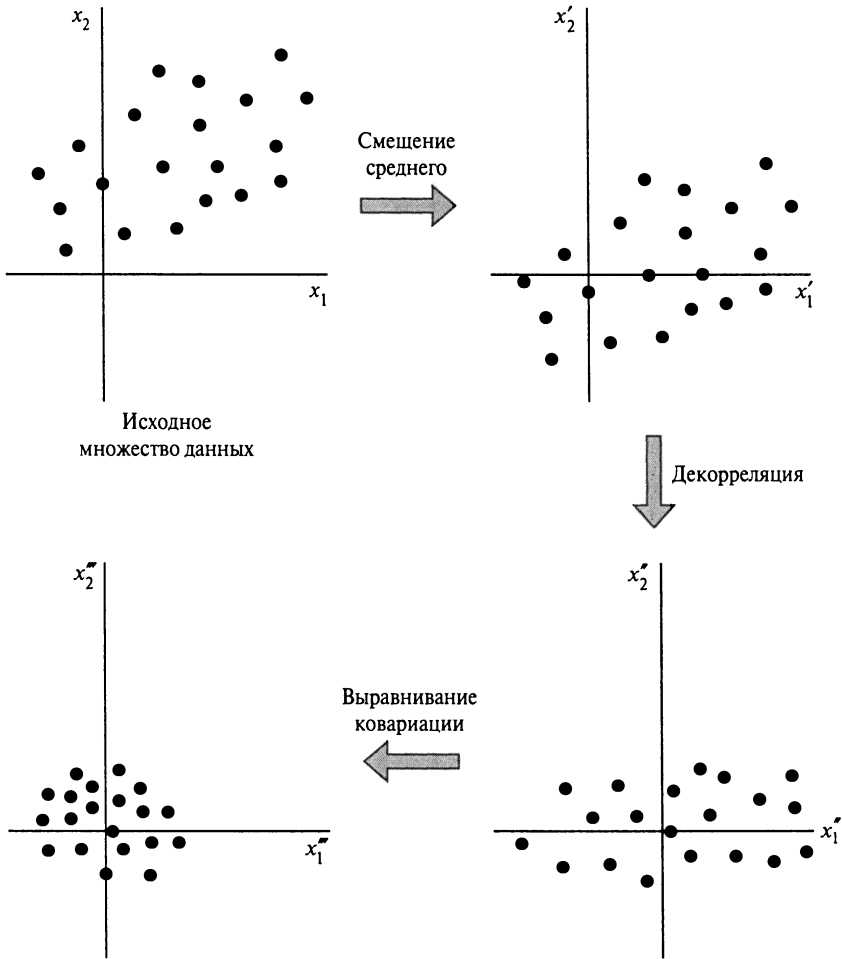 x₂
x₁
Исходное
множество данных
Смещение
среднего
x′₂
x′₁
Декорреляция
x″₂
x″₁
Выравнивание
ковариации
x‴₂
x‴₁